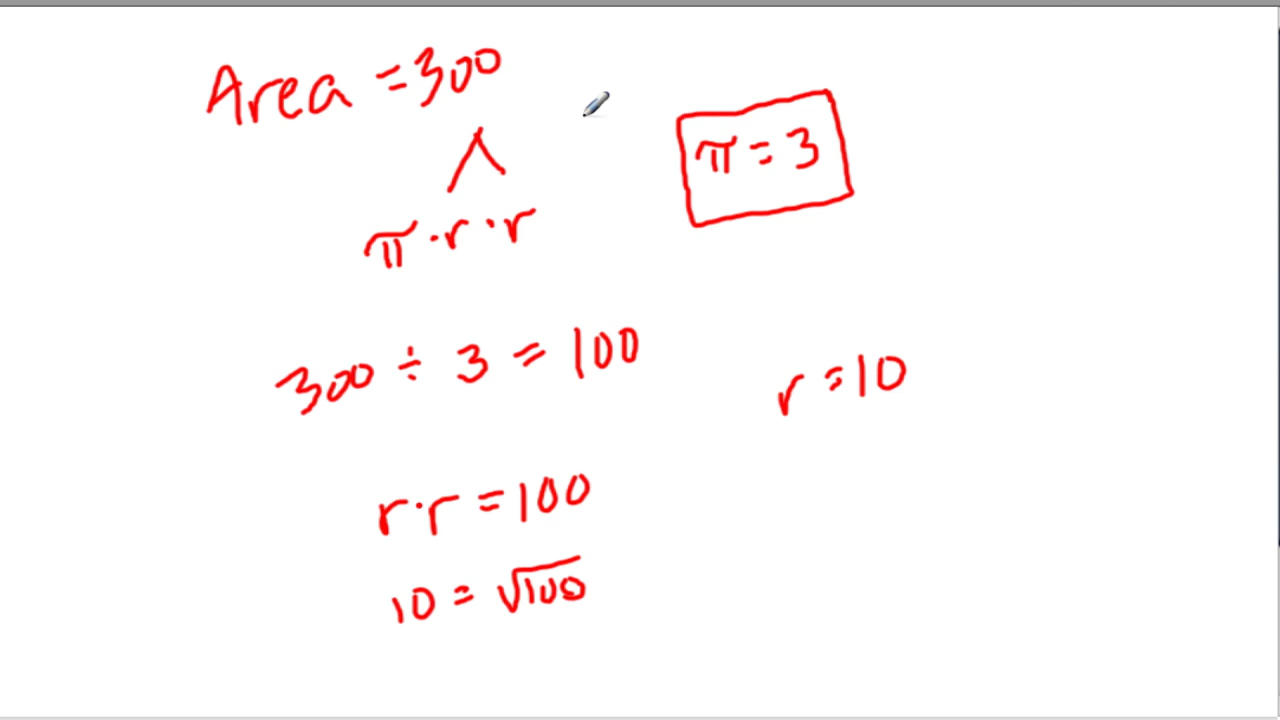 Area = 300
π = 3
π · r · r
300 ÷ 3 = 100
r = 10
r · r = 100
10 = √100